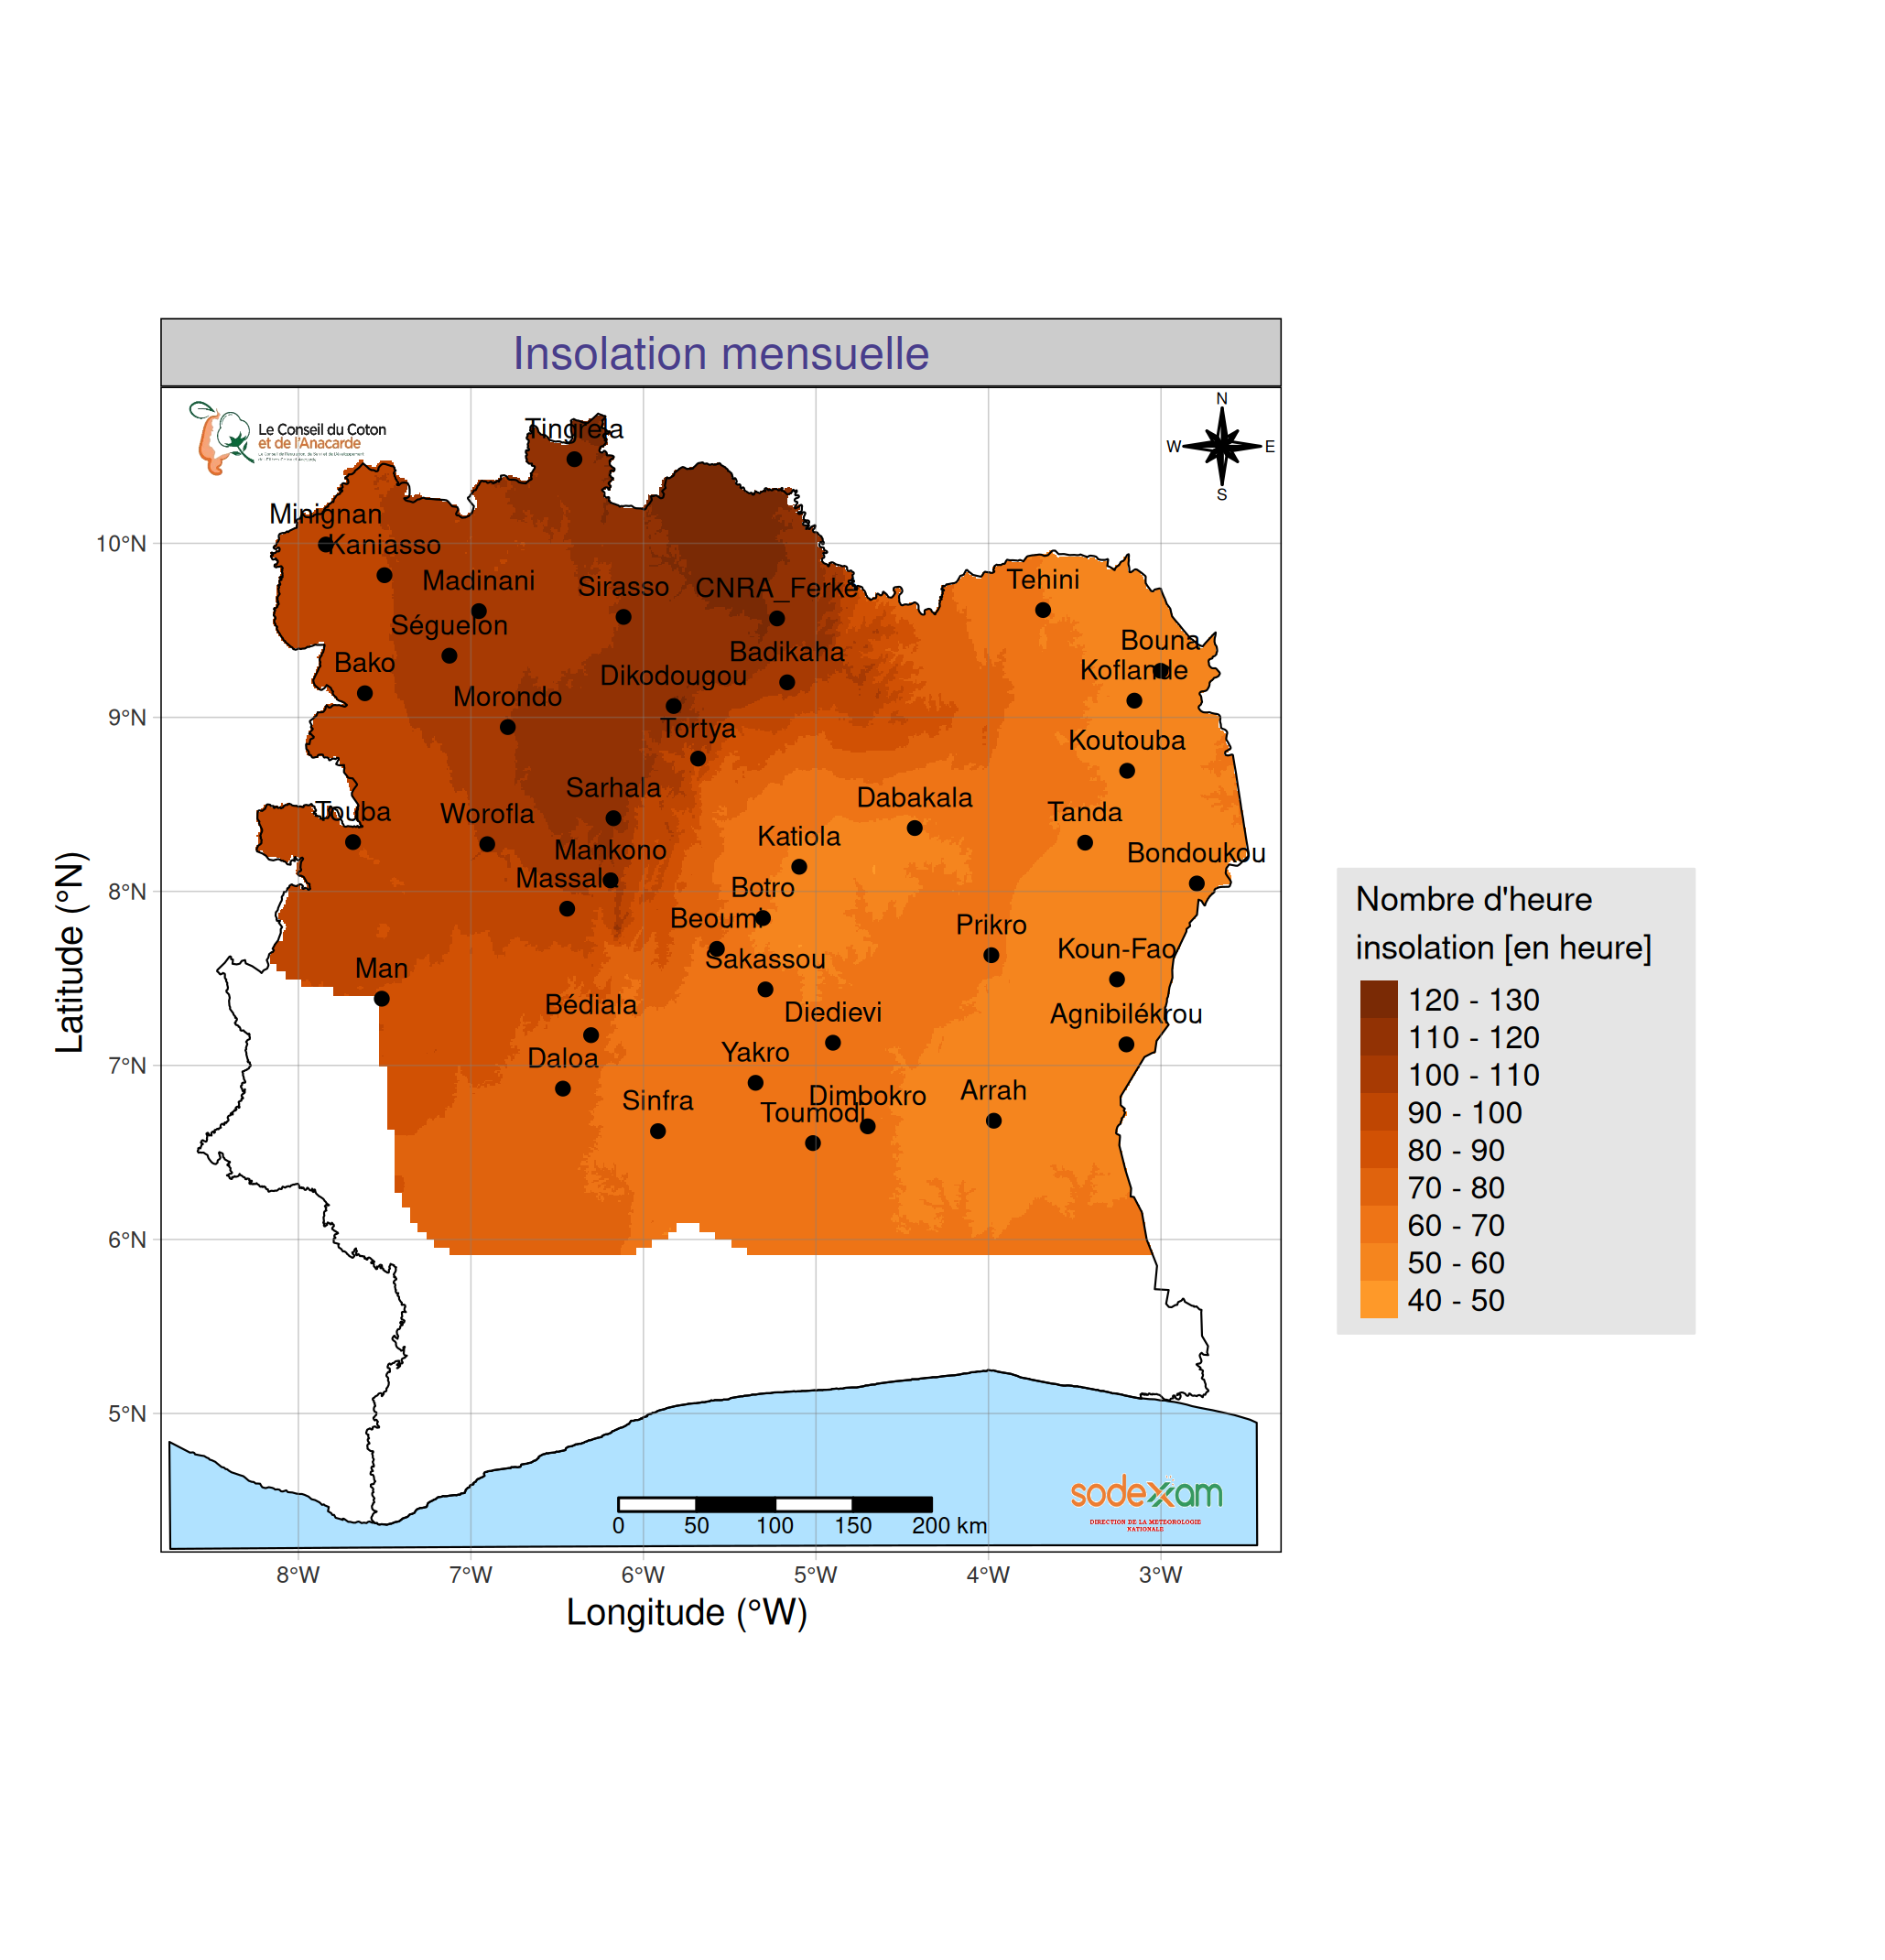 Insolation mensuelle
Le Conseil du Coton
et de l'Anacarde
N
W
E
S
Tingrela
Minignan
Kaniasso
Madinani
Sirasso
CNRA_Ferké
Tehini
Séguelon
Bouna
Badikaha
Bako
Koflande
Dikodougou
Morondo
Tortya
Koutouba
Sarhala
Dabakala
Touba
Worofla
Tanda
Katiola
Mankono
Bondoukou
Massala
Botro
Beoumi
Prikro
Koun-Fao
Sakassou
Man
Bédiala
Diedievi
Agnibilékrou
Daloa
Yakro
Sinfra
Dimbokro
Arrah
Toumodi
10°N
9°N
8°N
7°N
6°N
5°N
Latitude (°N)
sodexam
DIRECTION DE LA METEOROLOGIE
NATIONALE
0 50 100 150 200 km
8°W 7°W 6°W 5°W 4°W 3°W
Longitude (°W)
Nombre d'heure
insolation [en heure]
120 - 130
110 - 120
100 - 110
90 - 100
80 - 90
70 - 80
60 - 70
50 - 60
40 - 50